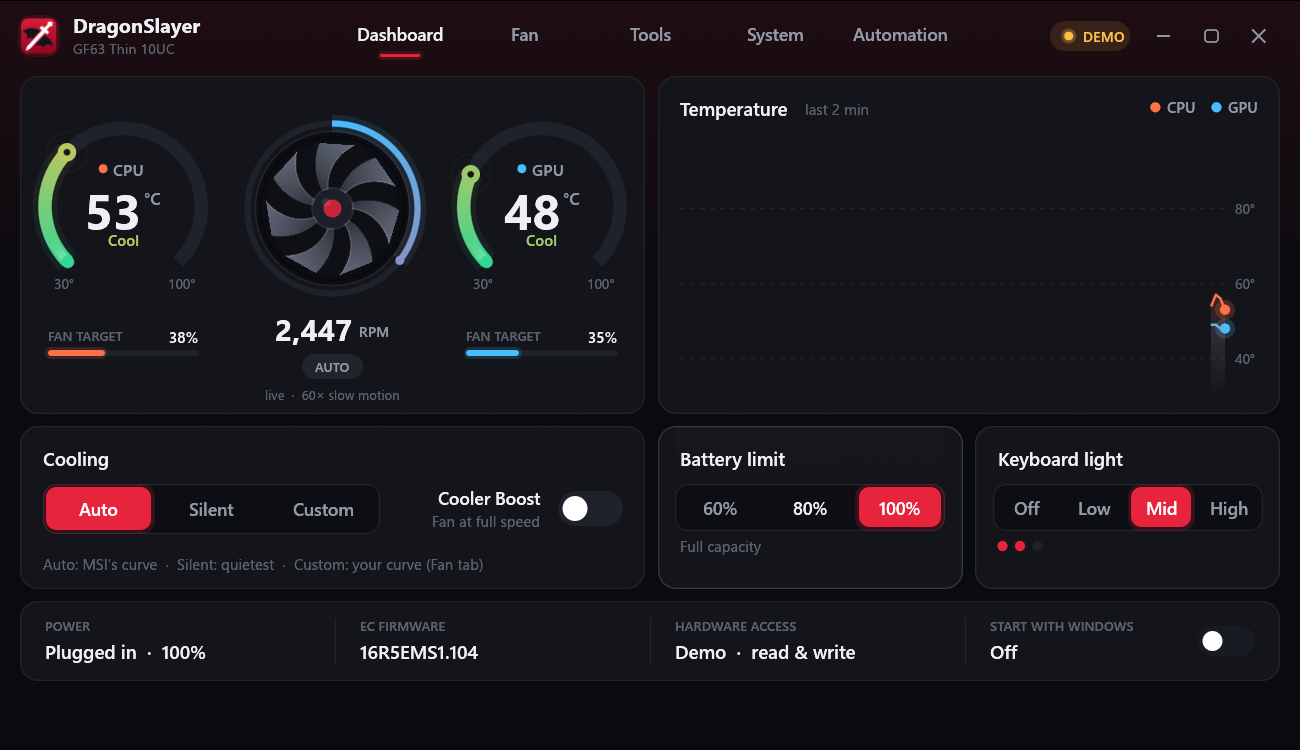 DragonSlayer
GF63 Thin 10UC
Dashboard
Fan
Tools
System
Automation
DEMO
CPU
53 °C
Cool
30° 100°
FAN TARGET 38%
2,447 RPM
AUTO
live · 60× slow motion
GPU
48 °C
Cool
30° 100°
FAN TARGET 35%
Temperature last 2 min
CPU GPU
80°
60°
40°
Cooling
Auto Silent Custom
Cooler Boost
Fan at full speed
Auto: MSI's curve · Silent: quietest · Custom: your curve (Fan tab)
Battery limit
60% 80% 100%
Full capacity
Keyboard light
Off Low Mid High
POWER
Plugged in · 100%
EC FIRMWARE
16R5EMS1.104
HARDWARE ACCESS
Demo · read & write
START WITH WINDOWS
Off